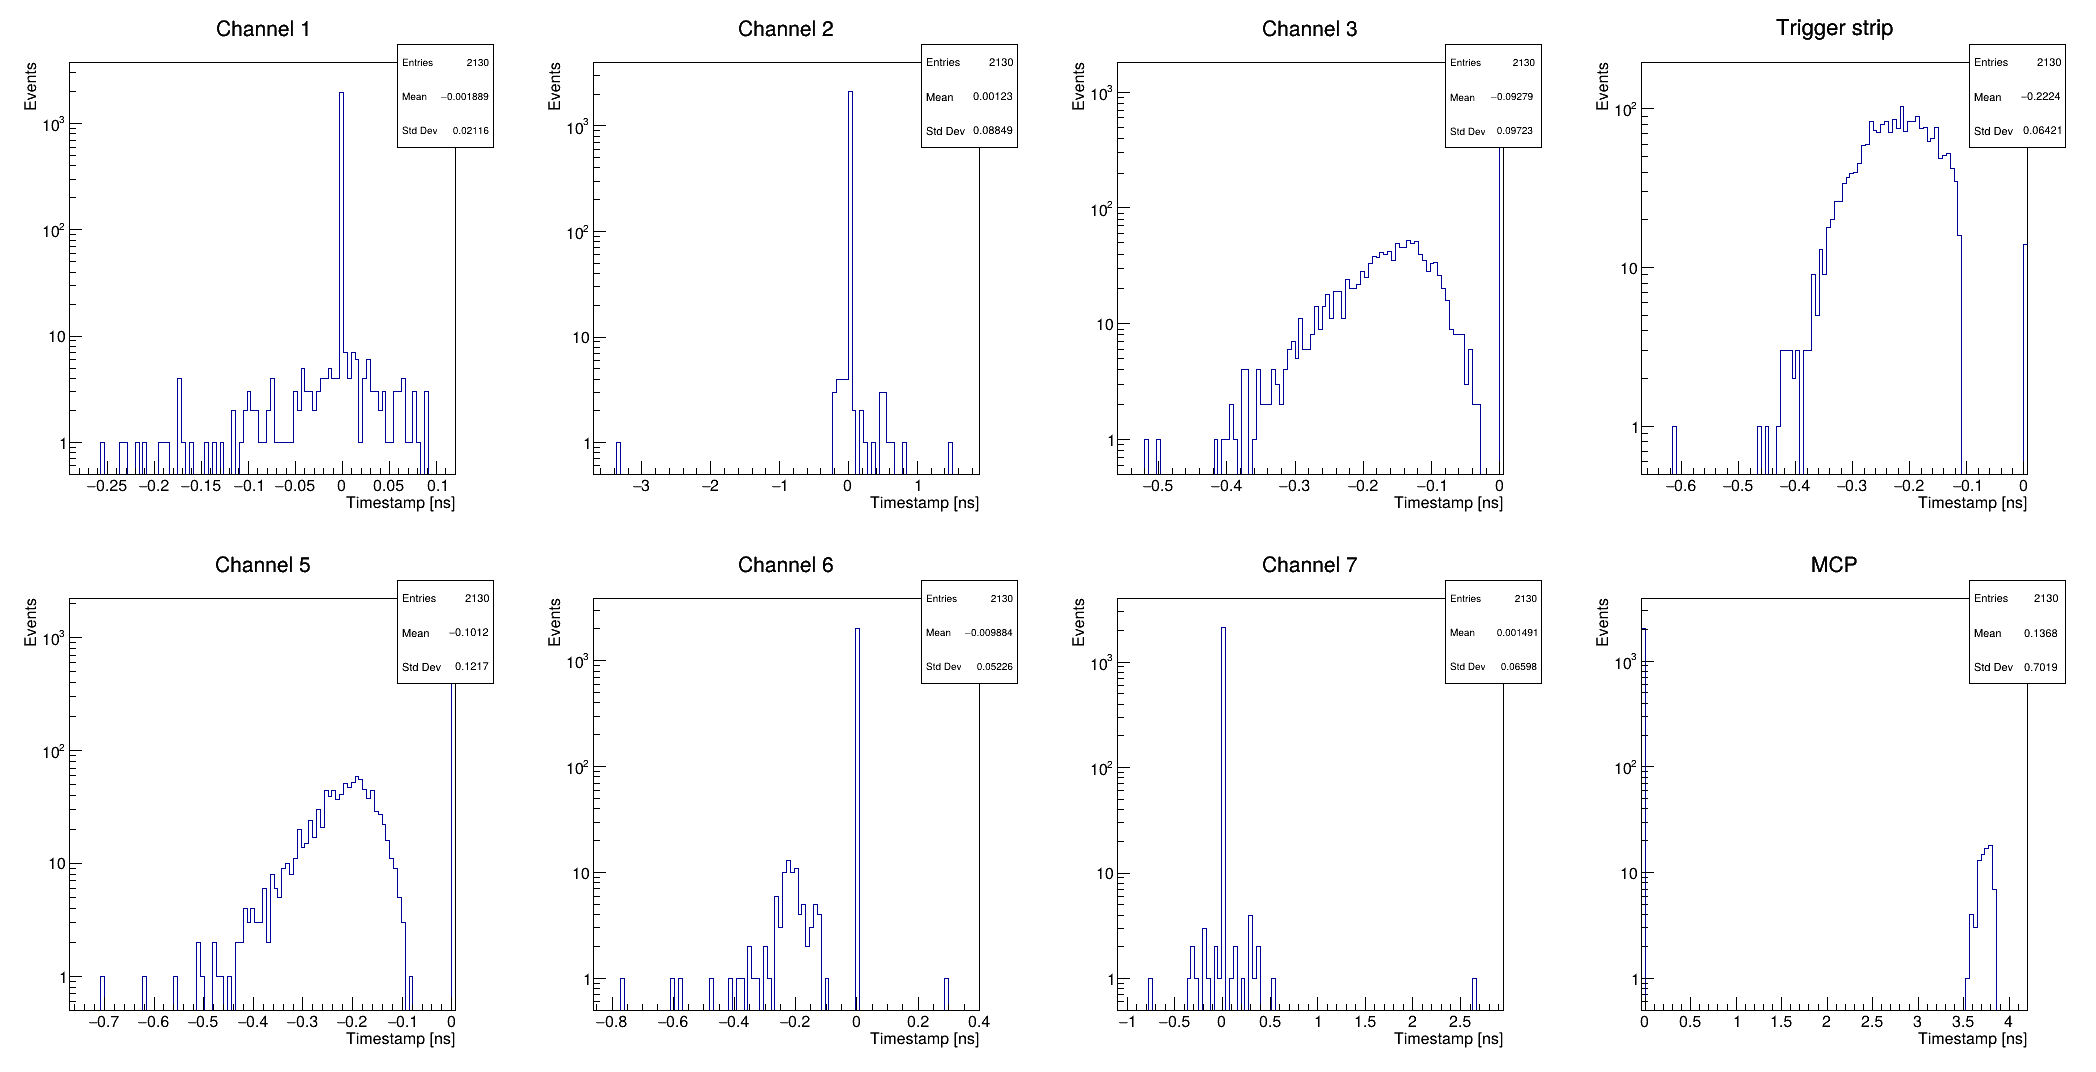 Channel 1
Events
Entries 2130
Mean −0.001889
Std Dev 0.02116
10³
10²
10
1
−0.25 −0.2 −0.15 −0.1 −0.05 0 0.05 0.1
Timestamp [ns]
Channel 2
Events
Entries 2130
Mean 0.00123
Std Dev 0.08849
10³
10²
10
1
−3 −2 −1 0 1
Timestamp [ns]
Channel 3
Events
Entries 2130
Mean −0.09279
Std Dev 0.09723
10³
10²
10
1
−0.5 −0.4 −0.3 −0.2 −0.1 0
Timestamp [ns]
Trigger strip
Events
Entries 2130
Mean −0.2224
Std Dev 0.06421
10²
10
1
−0.6 −0.5 −0.4 −0.3 −0.2 −0.1 0
Timestamp [ns]
Channel 5
Events
Entries 2130
Mean −0.1012
Std Dev 0.1217
10³
10²
10
1
−0.7 −0.6 −0.5 −0.4 −0.3 −0.2 −0.1 0
Timestamp [ns]
Channel 6
Events
Entries 2130
Mean −0.009884
Std Dev 0.05226
10³
10²
10
1
−0.8 −0.6 −0.4 −0.2 0 0.2 0.4
Timestamp [ns]
Channel 7
Events
Entries 2130
Mean 0.001491
Std Dev 0.06598
10³
10²
10
1
−1 −0.5 0 0.5 1 1.5 2 2.5
Timestamp [ns]
MCP
Events
Entries 2130
Mean 0.1368
Std Dev 0.7019
10³
10²
10
1
0 0.5 1 1.5 2 2.5 3 3.5 4
Timestamp [ns]